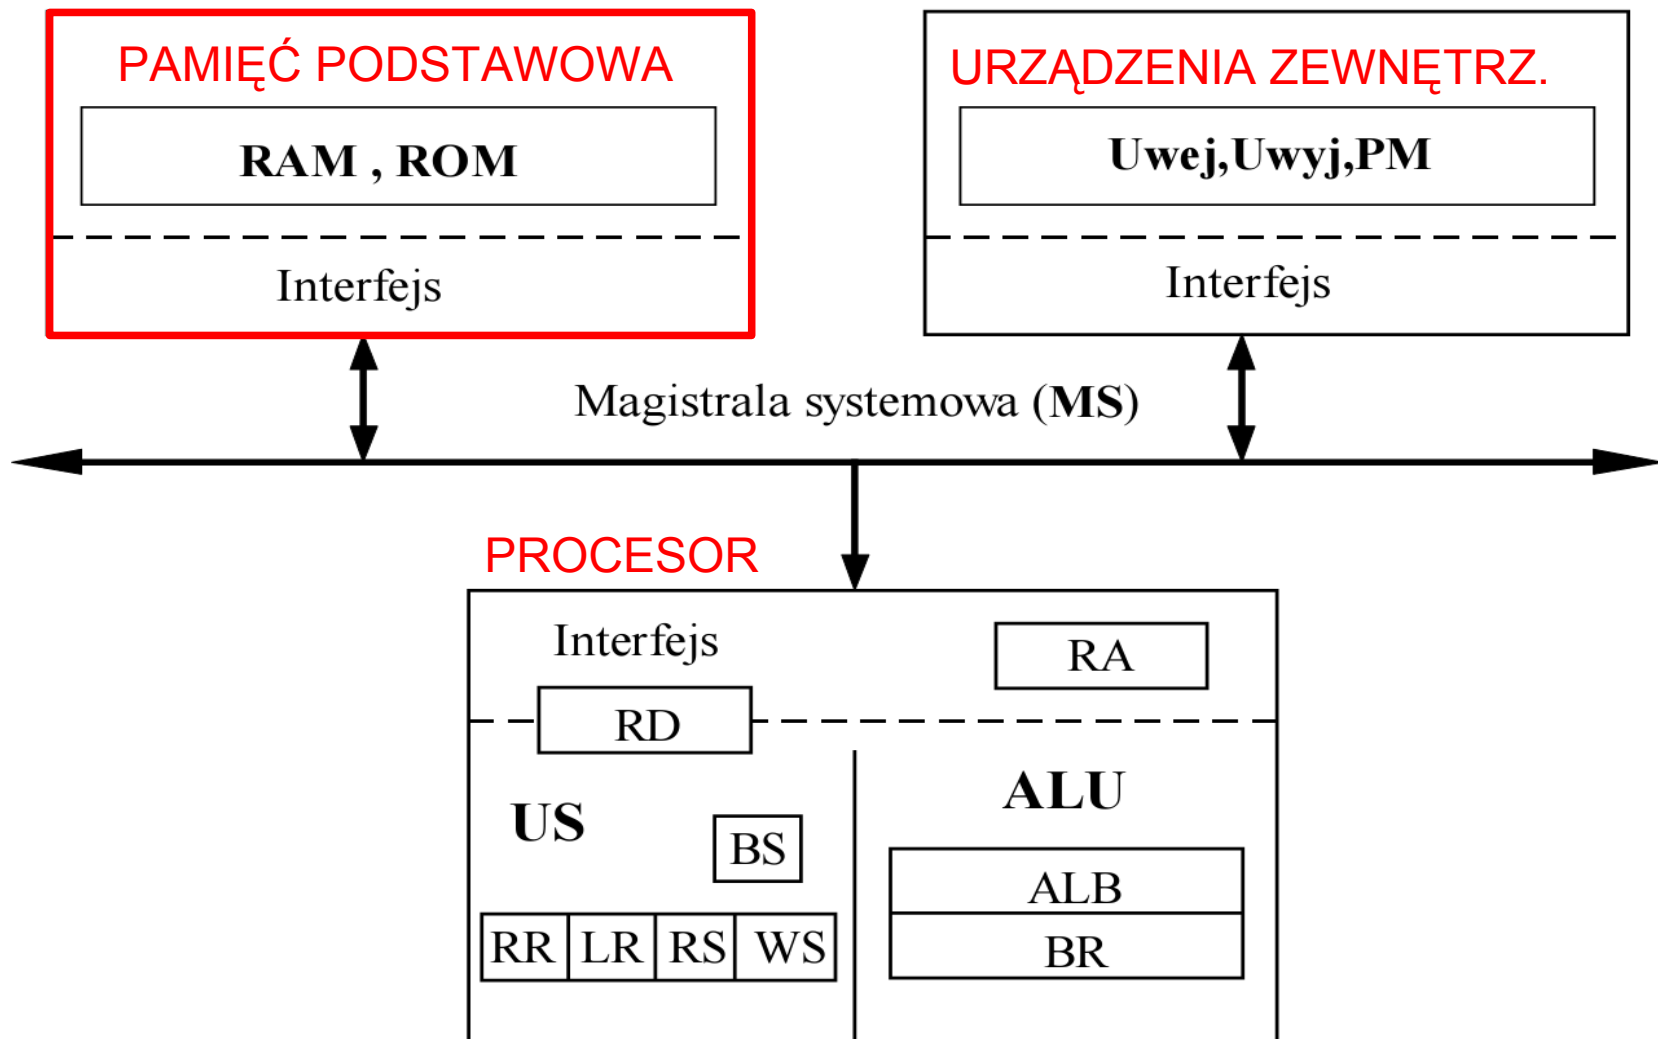 PAMIĘĆ PODSTAWOWA
RAM , ROM
Interfejs
URZĄDZENIA ZEWNĘTRZ.
Uwej,Uwyj,PM
Interfejs
Magistrala systemowa (MS)
PROCESOR
Interfejs
RA
RD
US
BS
RR LR RS WS
ALU
ALB
BR